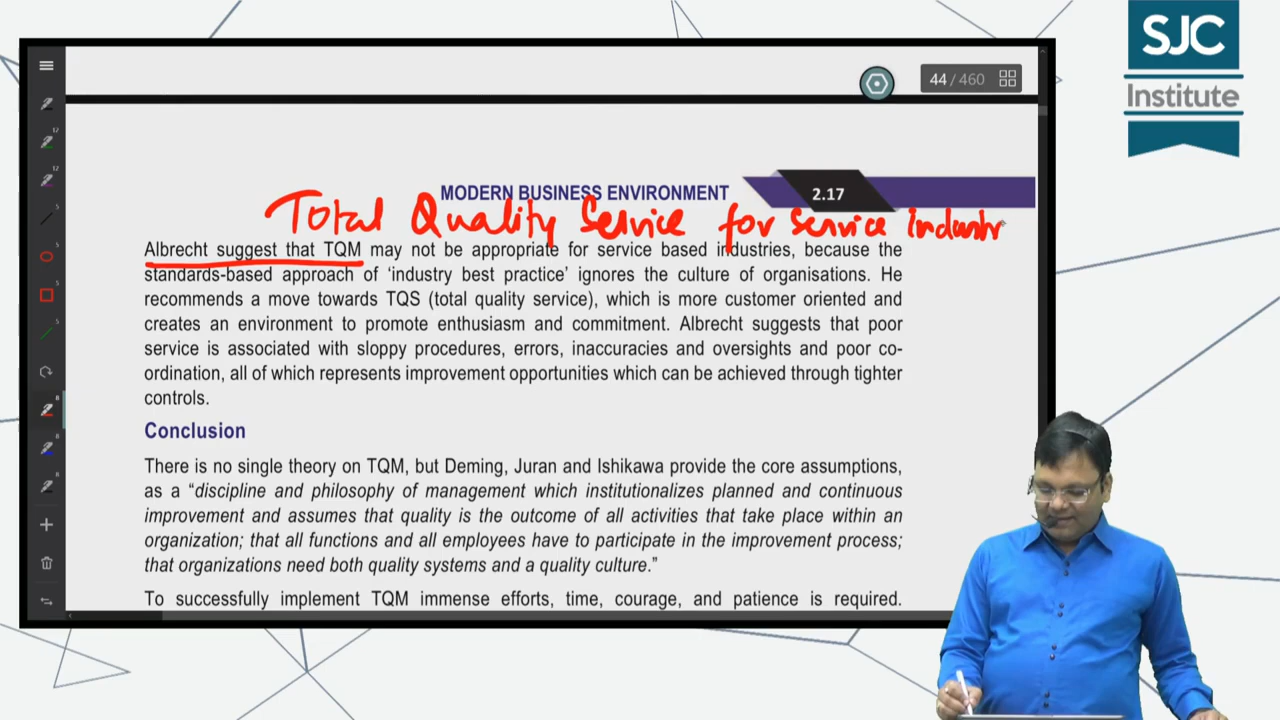 SJC
Institute
44 / 460
MODERN BUSINESS ENVIRONMENT
2.17
Total Quality Service for Service Industr
Albrecht suggest that TQM may not be appropriate for service based industries, because the
standards-based approach of ‘industry best practice’ ignores the culture of organisations. He
recommends a move towards TQS (total quality service), which is more customer oriented and
creates an environment to promote enthusiasm and commitment. Albrecht suggests that poor
service is associated with sloppy procedures, errors, inaccuracies and oversights and poor co-
ordination, all of which represents improvement opportunities which can be achieved through tighter
controls.
Conclusion
There is no single theory on TQM, but Deming, Juran and Ishikawa provide the core assumptions,
as a “discipline and philosophy of management which institutionalizes planned and continuous
improvement and assumes that quality is the outcome of all activities that take place within an
organization; that all functions and all employees have to participate in the improvement process;
that organizations need both quality systems and a quality culture.”
To successfully implement TQM immense efforts, time, courage, and patience is required.